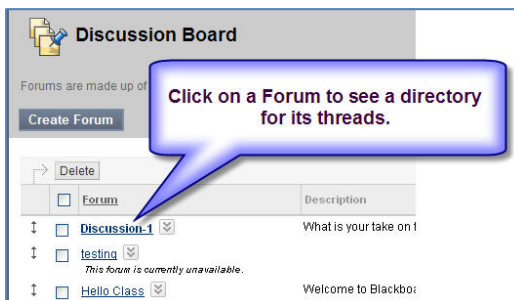 Discussion Board
Forums are made up of
Click on a Forum to see a directory
for its threads.
Create Forum
Delete
Forum
Description
Discussion-1
What is your take on
testing
This forum is currently unavailable.
Hello Class
Welcome to